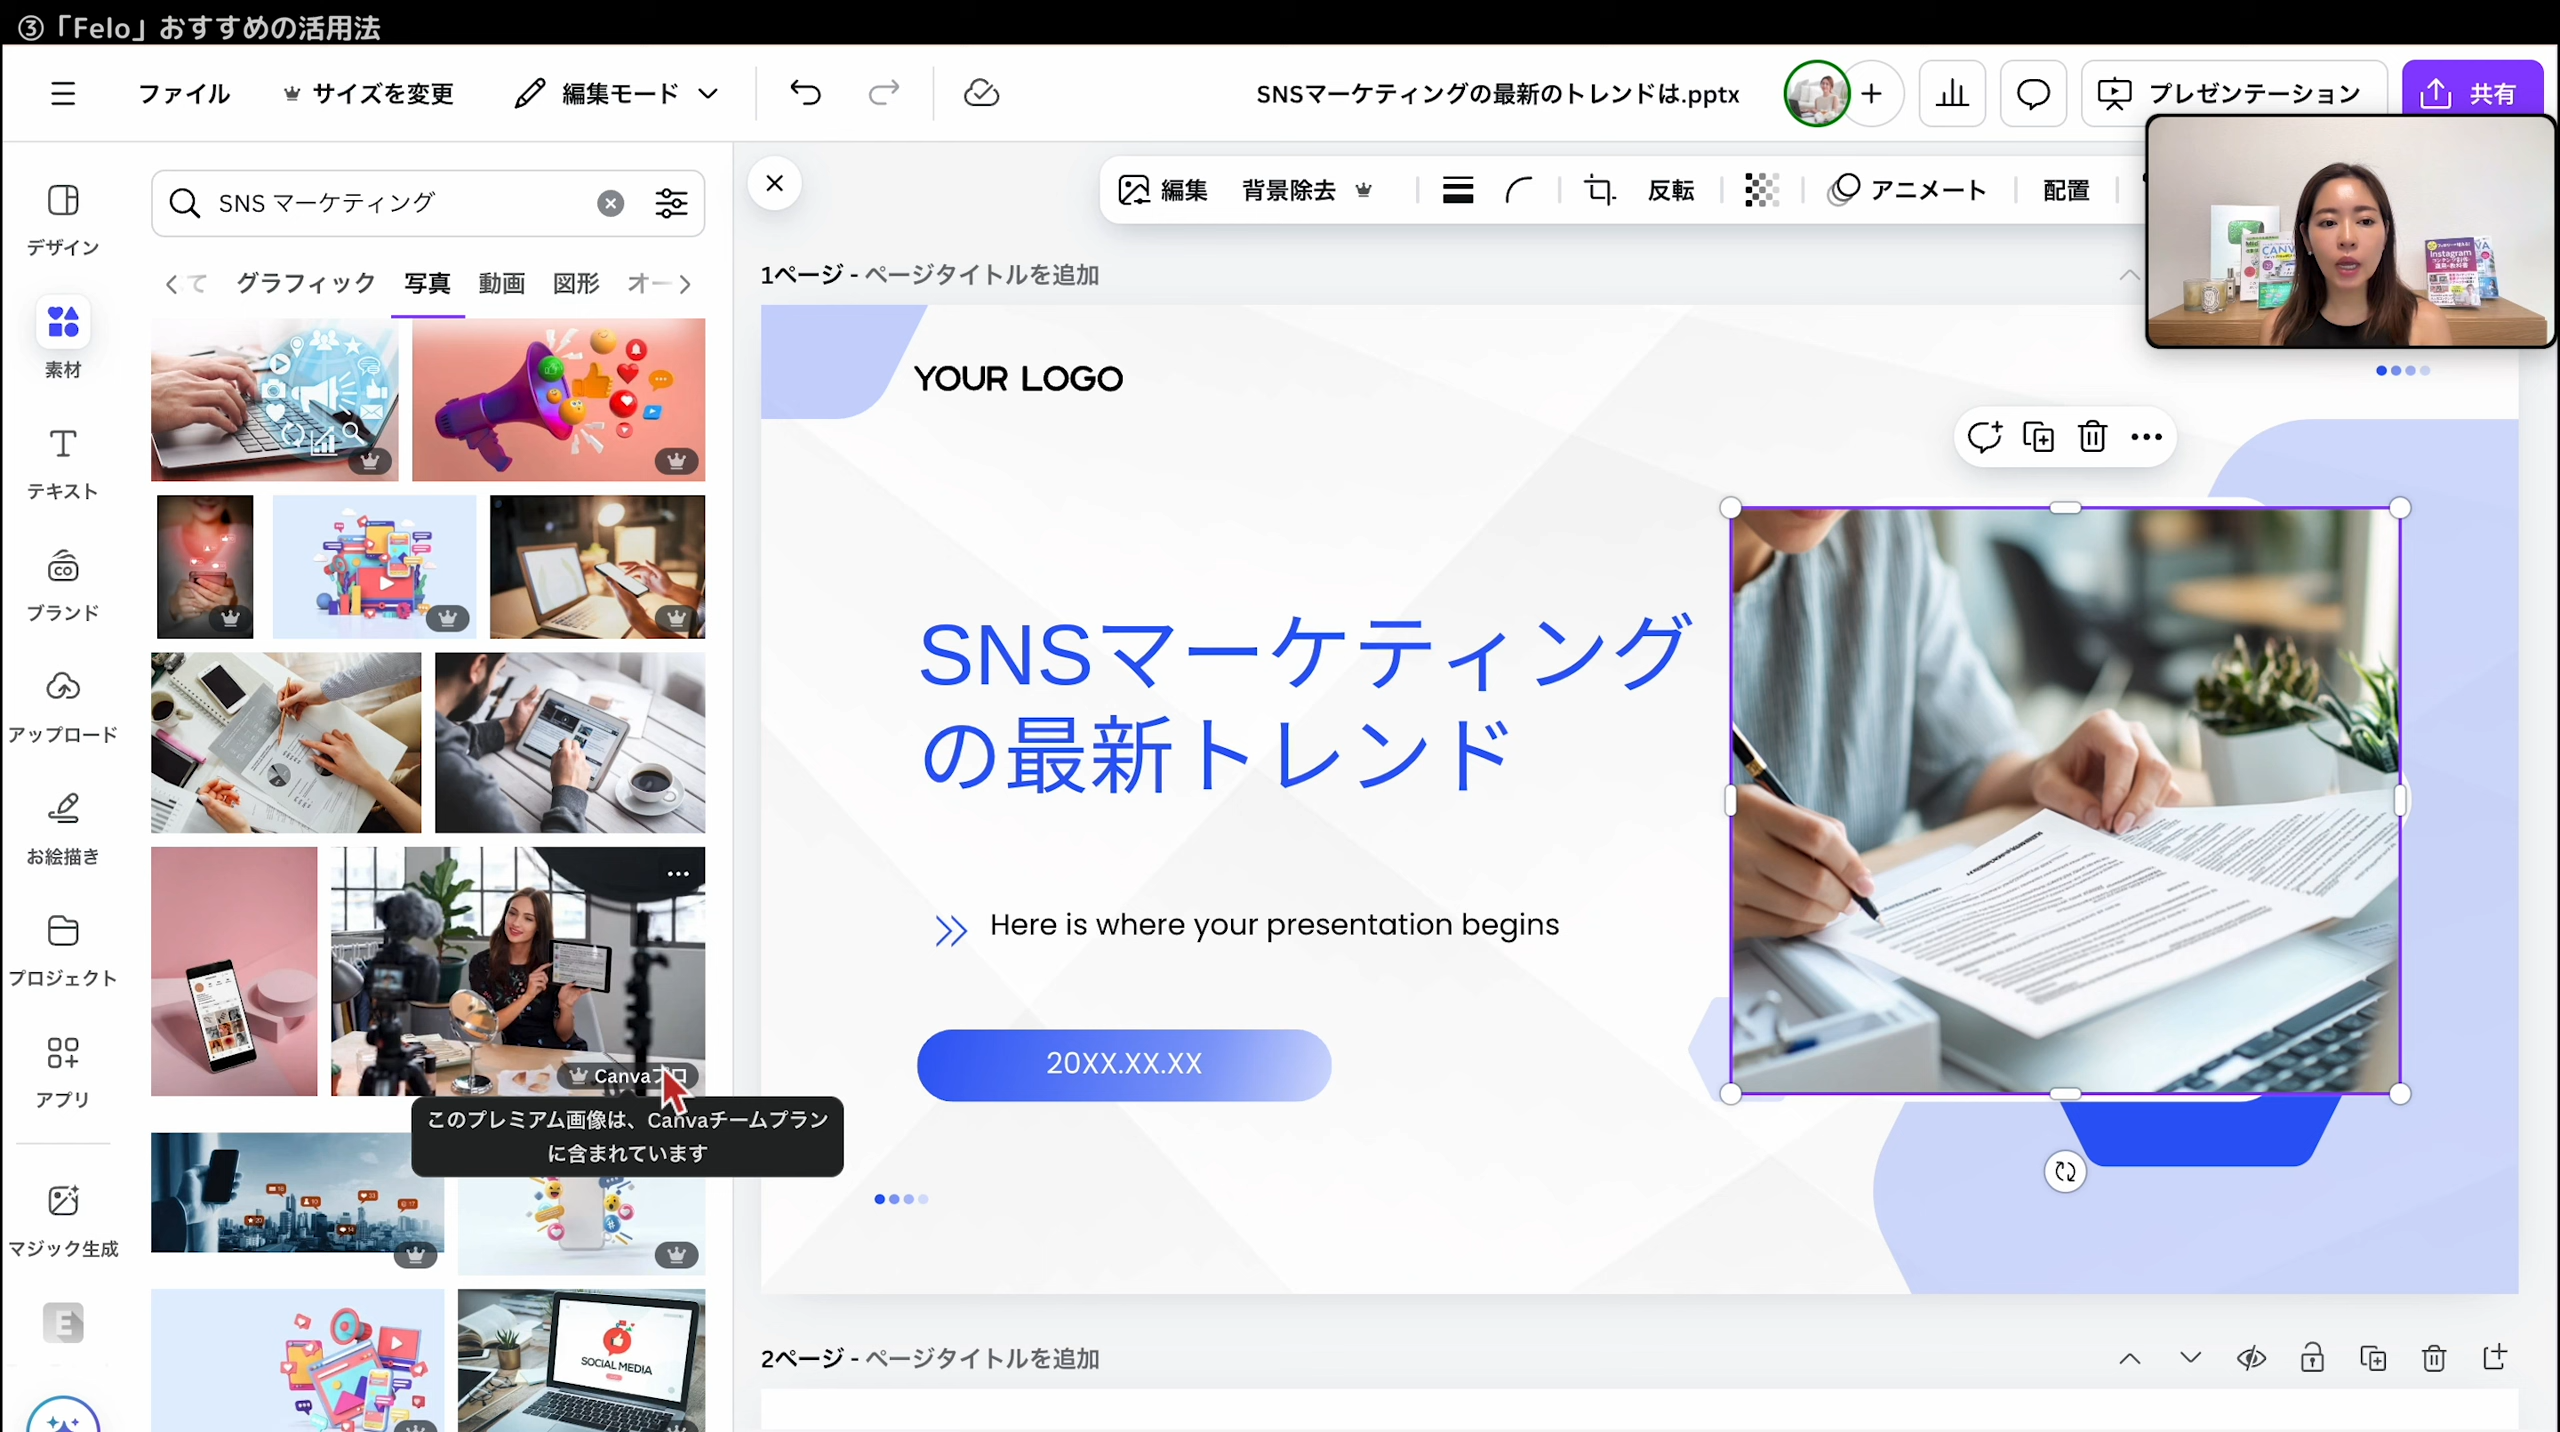 ③「Felo」おすすめの活用法
ファイル
サイズを変更
編集モード
SNSマーケティングの最新のトレンドは.pptx
プレゼンテーション
共有
デザイン
素材
テキスト
ブランド
アップロード
お絵描き
プロジェクト
アプリ
マジック生成
SNS マーケティング
て
グラフィック
写真
動画
図形
オー
SOCIAL MEDIA
Canvaプロ
このプレミアム画像は、Canvaチームプラン
に含まれています
編集
背景除去
反転
アニメート
配置
1ページ - ページタイトルを追加
YOUR LOGO
SNSマーケティング
の最新トレンド
Here is where your presentation begins
20XX.XX.XX
2ページ - ページタイトルを追加